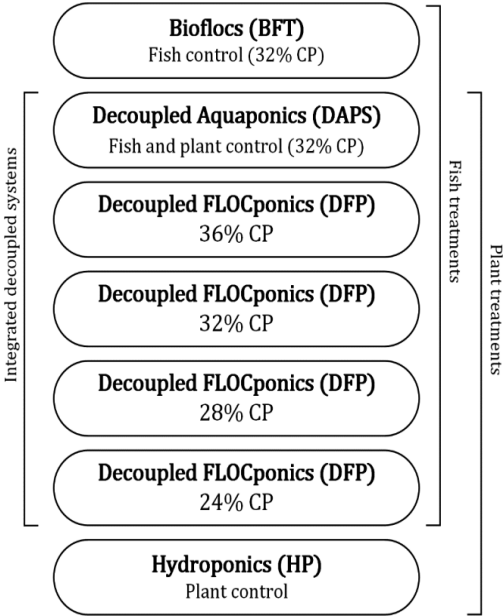 Bioflocs (BFT)
Fish control (32% CP)
Decoupled Aquaponics (DAPS)
Fish and plant control (32% CP)
Decoupled FLOCponics (DFP)
36% CP
Decoupled FLOCponics (DFP)
32% CP
Decoupled FLOCponics (DFP)
28% CP
Decoupled FLOCponics (DFP)
24% CP
Hydroponics (HP)
Plant control
Integrated decoupled systems
Fish treatments
Plant treatments